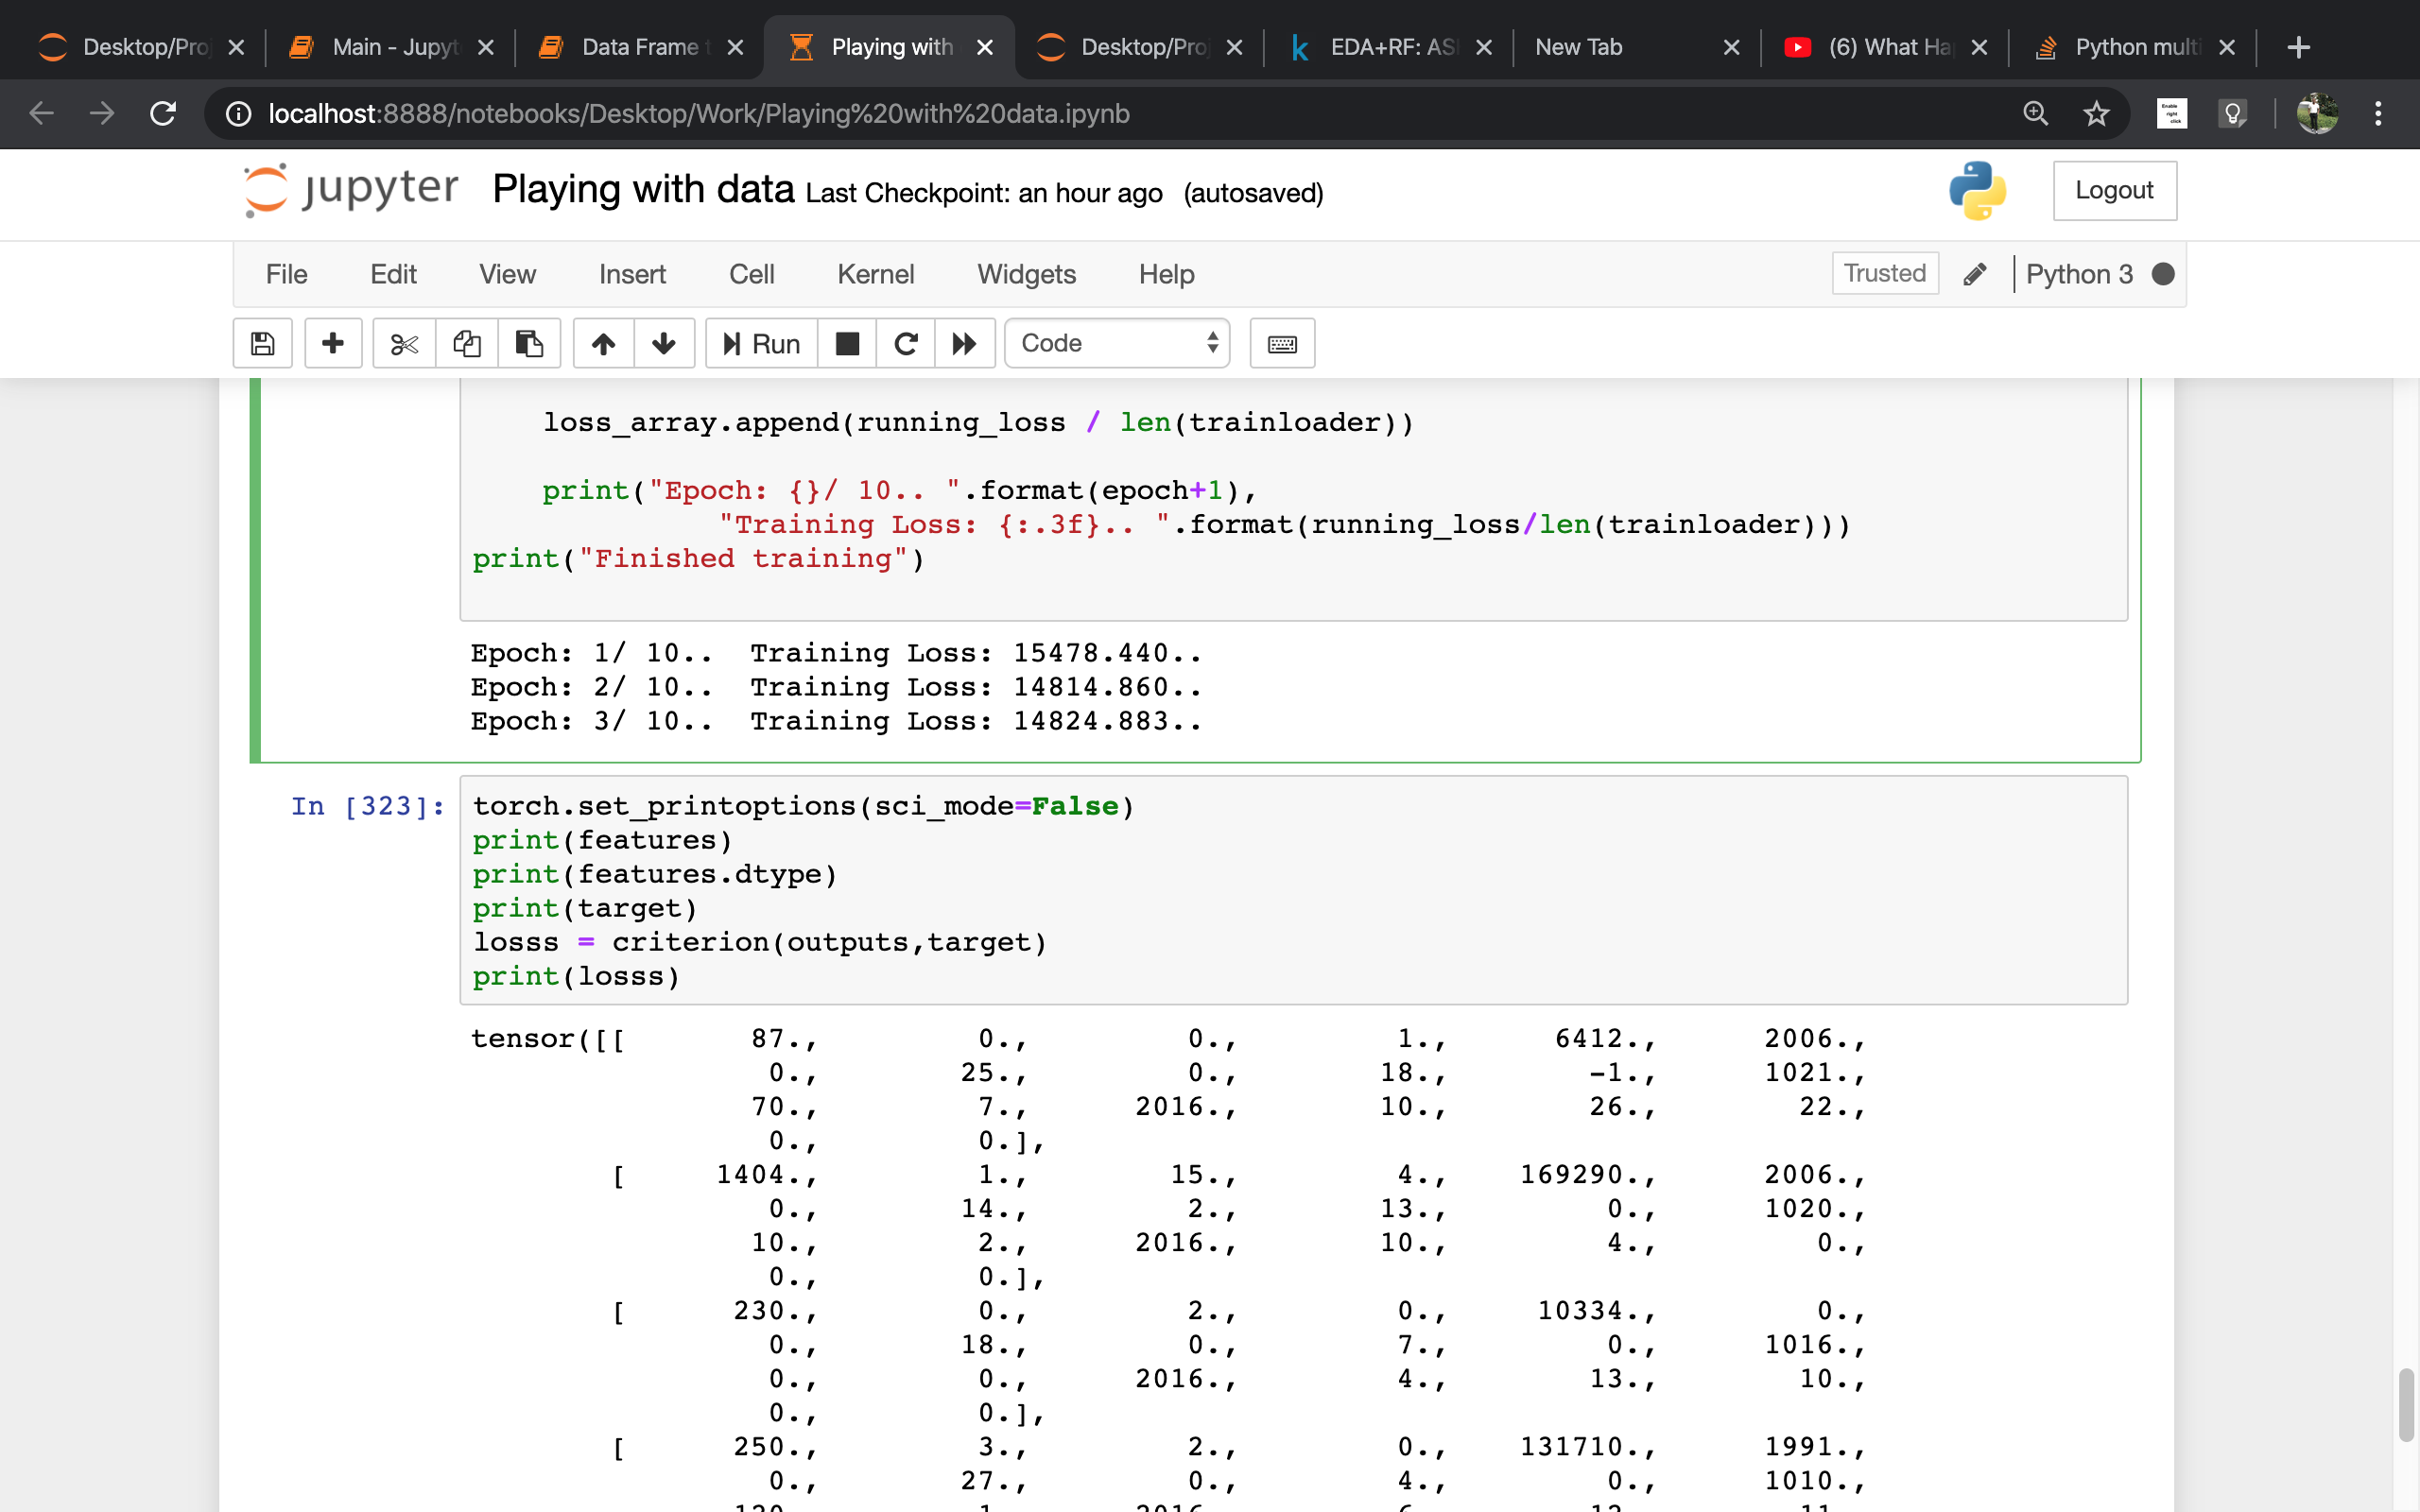 Desktop/Proj
Main - Jupyt
Data Frame t
Playing with
Desktop/Proj
EDA+RF: AS
New Tab
(6) What Ha
Python multi
localhost:8888/notebooks/Desktop/Work/Playing%20with%20data.ipynb
Enable right click
jupyter Playing with data Last Checkpoint: an hour ago (autosaved)
Logout
File Edit View Insert Cell Kernel Widgets Help
Trusted Python 3
Run Code
loss_array.append(running_loss / len(trainloader))
print("Epoch: {}/ 10.. ".format(epoch+1),
"Training Loss: {:.3f}.. ".format(running_loss/len(trainloader)))
print("Finished training")
Epoch: 1/ 10.. Training Loss: 15478.440..
Epoch: 2/ 10.. Training Loss: 14814.860..
Epoch: 3/ 10.. Training Loss: 14824.883..
In [323]: torch.set_printoptions(sci_mode=False)
print(features)
print(features.dtype)
print(target)
losss = criterion(outputs,target)
print(losss)
tensor([[ 87., 0., 0., 1., 6412., 2006.,
0., 25., 0., 18., -1., 1021.,
70., 7., 2016., 10., 26., 22.,
0., 0.],
[ 1404., 1., 15., 4., 169290., 2006.,
0., 14., 2., 13., 0., 1020.,
10., 2., 2016., 10., 4., 0.,
0., 0.],
[ 230., 0., 2., 0., 10334., 0.,
0., 18., 0., 7., 0., 1016.,
0., 0., 2016., 4., 13., 10.,
0., 0.],
[ 250., 3., 2., 0., 131710., 1991.,
0., 27., 0., 4., 0., 1010.,